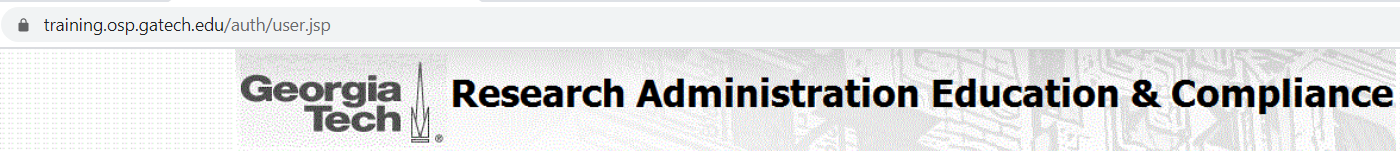 training.osp.gatech.edu/auth/user.jsp
Georgia Tech ® Research Administration Education & Compliance